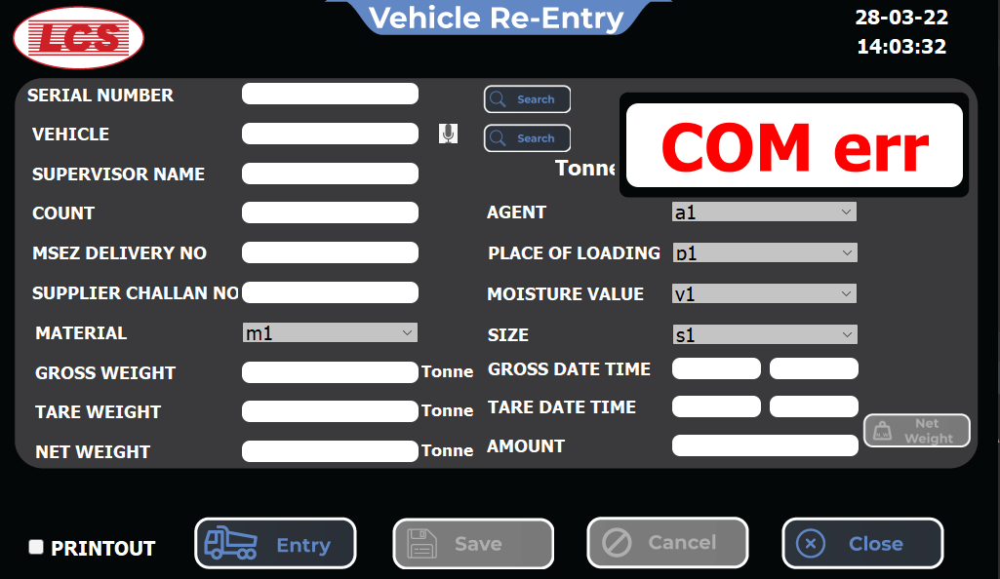 LCS
Vehicle Re-Entry
28-03-22
14:03:32
SERIAL NUMBER
Search
COM err
VEHICLE
Search
SUPERVISOR NAME
Tonne
COUNT
AGENT
a1
MSEZ DELIVERY NO
PLACE OF LOADING
p1
SUPPLIER CHALLAN NO
MOISTURE VALUE
v1
MATERIAL
m1
SIZE
s1
GROSS WEIGHT
Tonne
GROSS DATE TIME
TARE WEIGHT
Tonne
TARE DATE TIME
NET WEIGHT
Tonne
AMOUNT
Net
Weight
PRINTOUT
Entry
Save
Cancel
Close